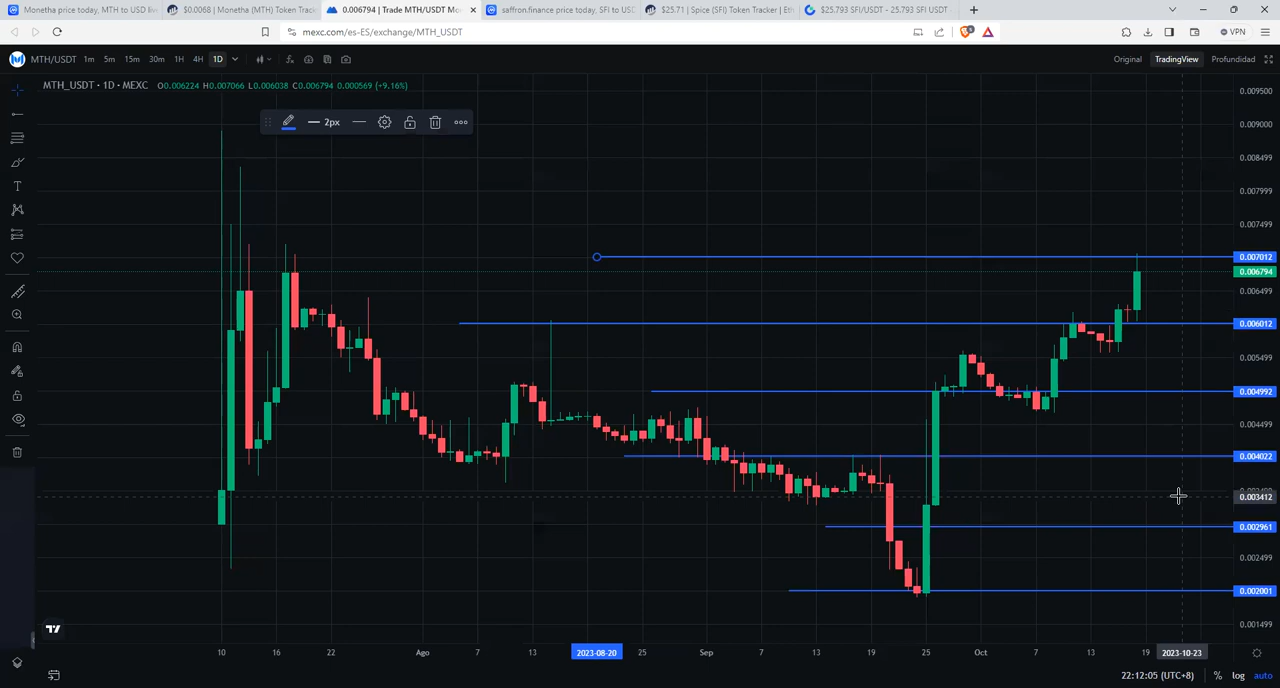 Monetha price today, MTH to USD liv
$0.0068 | Monetha (MTH) Token Track
0.006794 | Trade MTH/USDT Mo
saffron.finance price today, SFI to USD
$25.71 | Spice (SFI) Token Tracker | Eth
$25.793 SFI/USDT - 25.793 SFI USDT
mexc.com/es-ES/exchange/MTH_USDT
VPN
MTH/USDT 1m 5m 15m 30m 1H 4H 1D
Original TradingView Profundidad
MTH_USDT · 1D · MEXC O0.006224 H0.007066 L0.006038 C0.006794 0.000569 (+9.16%)
2px
0.009500
0.009000
0.008499
0.007999
0.007499
0.007012
0.006794
0.006499
0.006012
0.005499
0.004992
0.004499
0.004022
0.003412
0.002961
0.002499
0.002001
0.001499
10 16 22 Ago 7 13 2023-08-20 25 Sep 7 13 19 25 Oct 7 13 19 2023-10-23
22:12:05 (UTC+8) % log auto